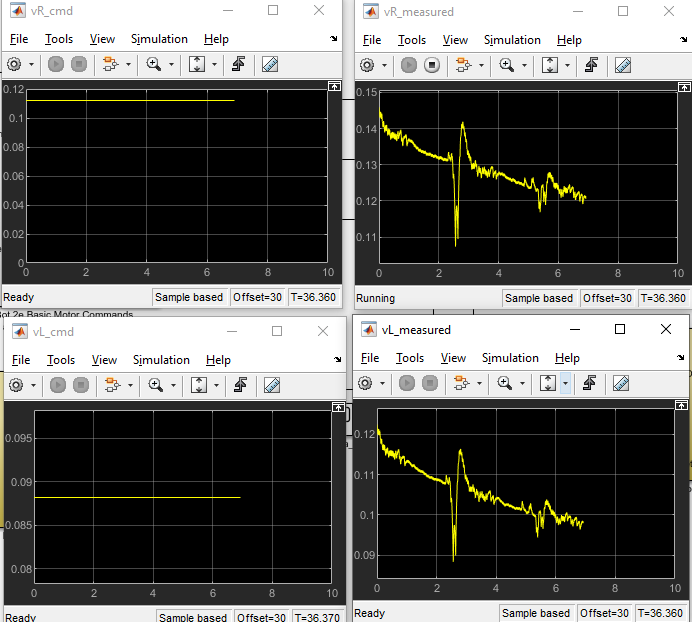 vR_cmd
File Tools View Simulation Help
0.12
0.1
0.08
0.06
0.04
0.02
0
0 2 4 6 8 10
Ready Sample based Offset=30 T=36.360
vR_measured
File Tools View Simulation Help
0.15
0.14
0.13
0.12
0.11
0 2 4 6 8 10
Running Sample based Offset=30 T=36.360
ot 2e Basic Motor Commands
vL_cmd
File Tools View Simulation Help
0.095
0.09
0.085
0.08
0 2 4 6 8 10
Ready Sample based Offset=30 T=36.370
vL_measured
File Tools View Simulation Help
0.12
0.11
0.1
0.09
0 2 4 6 8 10
Ready Sample based Offset=30 T=36.360